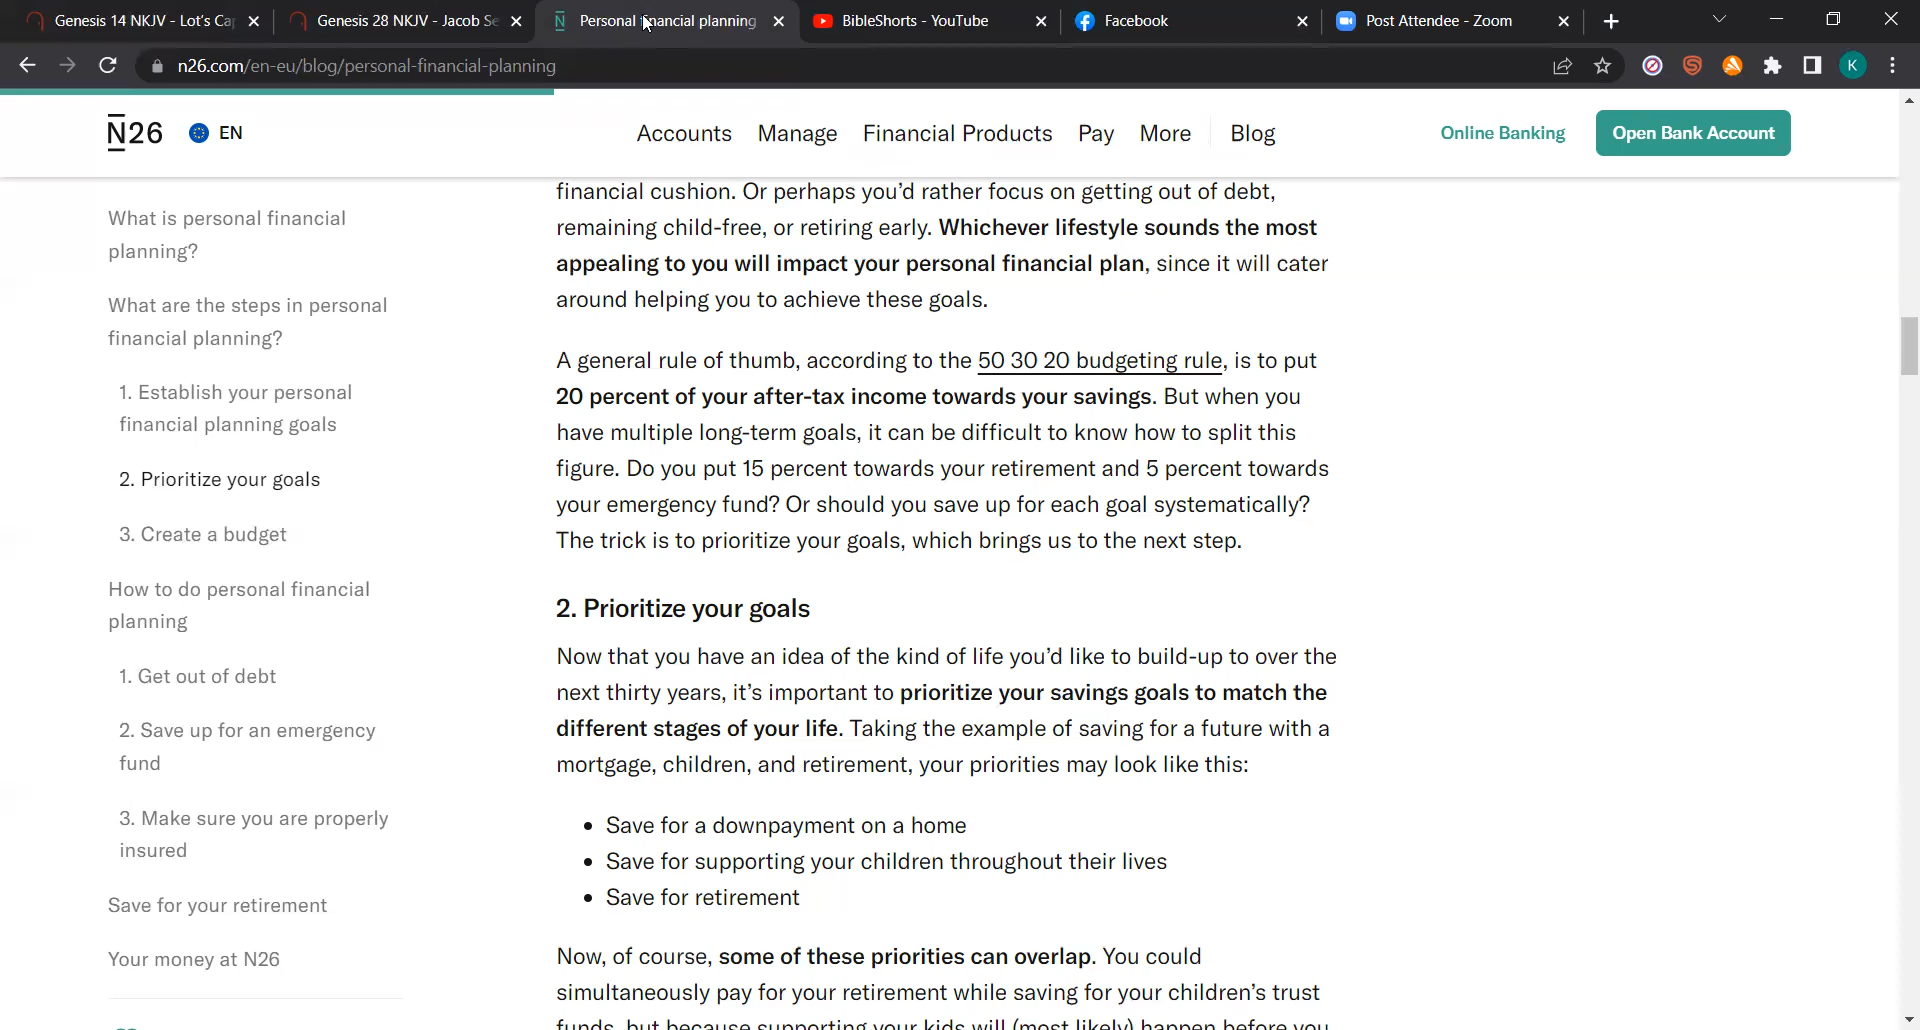 Genesis 14 NKJV - Lot's Ca
Genesis 28 NKJV - Jacob Se
Personal financial planning
BibleShorts - YouTube
Facebook
Post Attendee - Zoom
n26.com/en-eu/blog/personal-financial-planning
K
N26
EN
Accounts
Manage
Financial Products
Pay
More
Blog
Online Banking
Open Bank Account
What is personal financial
planning?
What are the steps in personal
financial planning?
1. Establish your personal
financial planning goals
2. Prioritize your goals
3. Create a budget
How to do personal financial
planning
1. Get out of debt
2. Save up for an emergency
fund
3. Make sure you are properly
insured
Save for your retirement
Your money at N26
financial cushion. Or perhaps you'd rather focus on getting out of debt,
remaining child-free, or retiring early. Whichever lifestyle sounds the most
appealing to you will impact your personal financial plan, since it will cater
around helping you to achieve these goals.
A general rule of thumb, according to the 50 30 20 budgeting rule, is to put
20 percent of your after-tax income towards your savings. But when you
have multiple long-term goals, it can be difficult to know how to split this
figure. Do you put 15 percent towards your retirement and 5 percent towards
your emergency fund? Or should you save up for each goal systematically?
The trick is to prioritize your goals, which brings us to the next step.
2. Prioritize your goals
Now that you have an idea of the kind of life you'd like to build-up to over the
next thirty years, it's important to prioritize your savings goals to match the
different stages of your life. Taking the example of saving for a future with a
mortgage, children, and retirement, your priorities may look like this:
• Save for a downpayment on a home
• Save for supporting your children throughout their lives
• Save for retirement
Now, of course, some of these priorities can overlap. You could
simultaneously pay for your retirement while saving for your children's trust
funds, but because supporting your kids will (most likely) happen before you